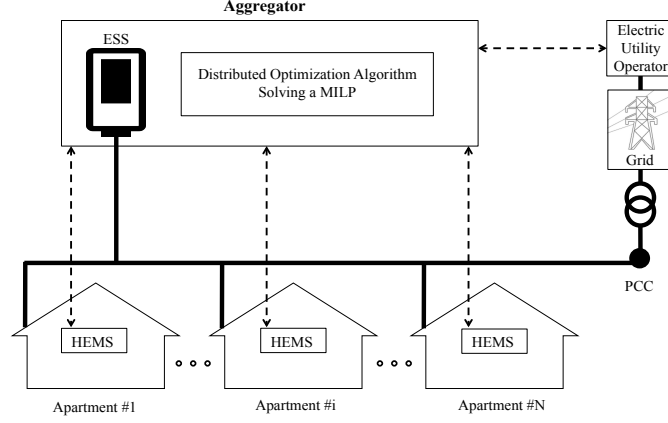 Aggregator
ESS
Distributed Optimization Algorithm
Solving a MILP
Electric
Utility
Operator
Grid
PCC
HEMS
HEMS
HEMS
Apartment #1
Apartment #i
Apartment #N